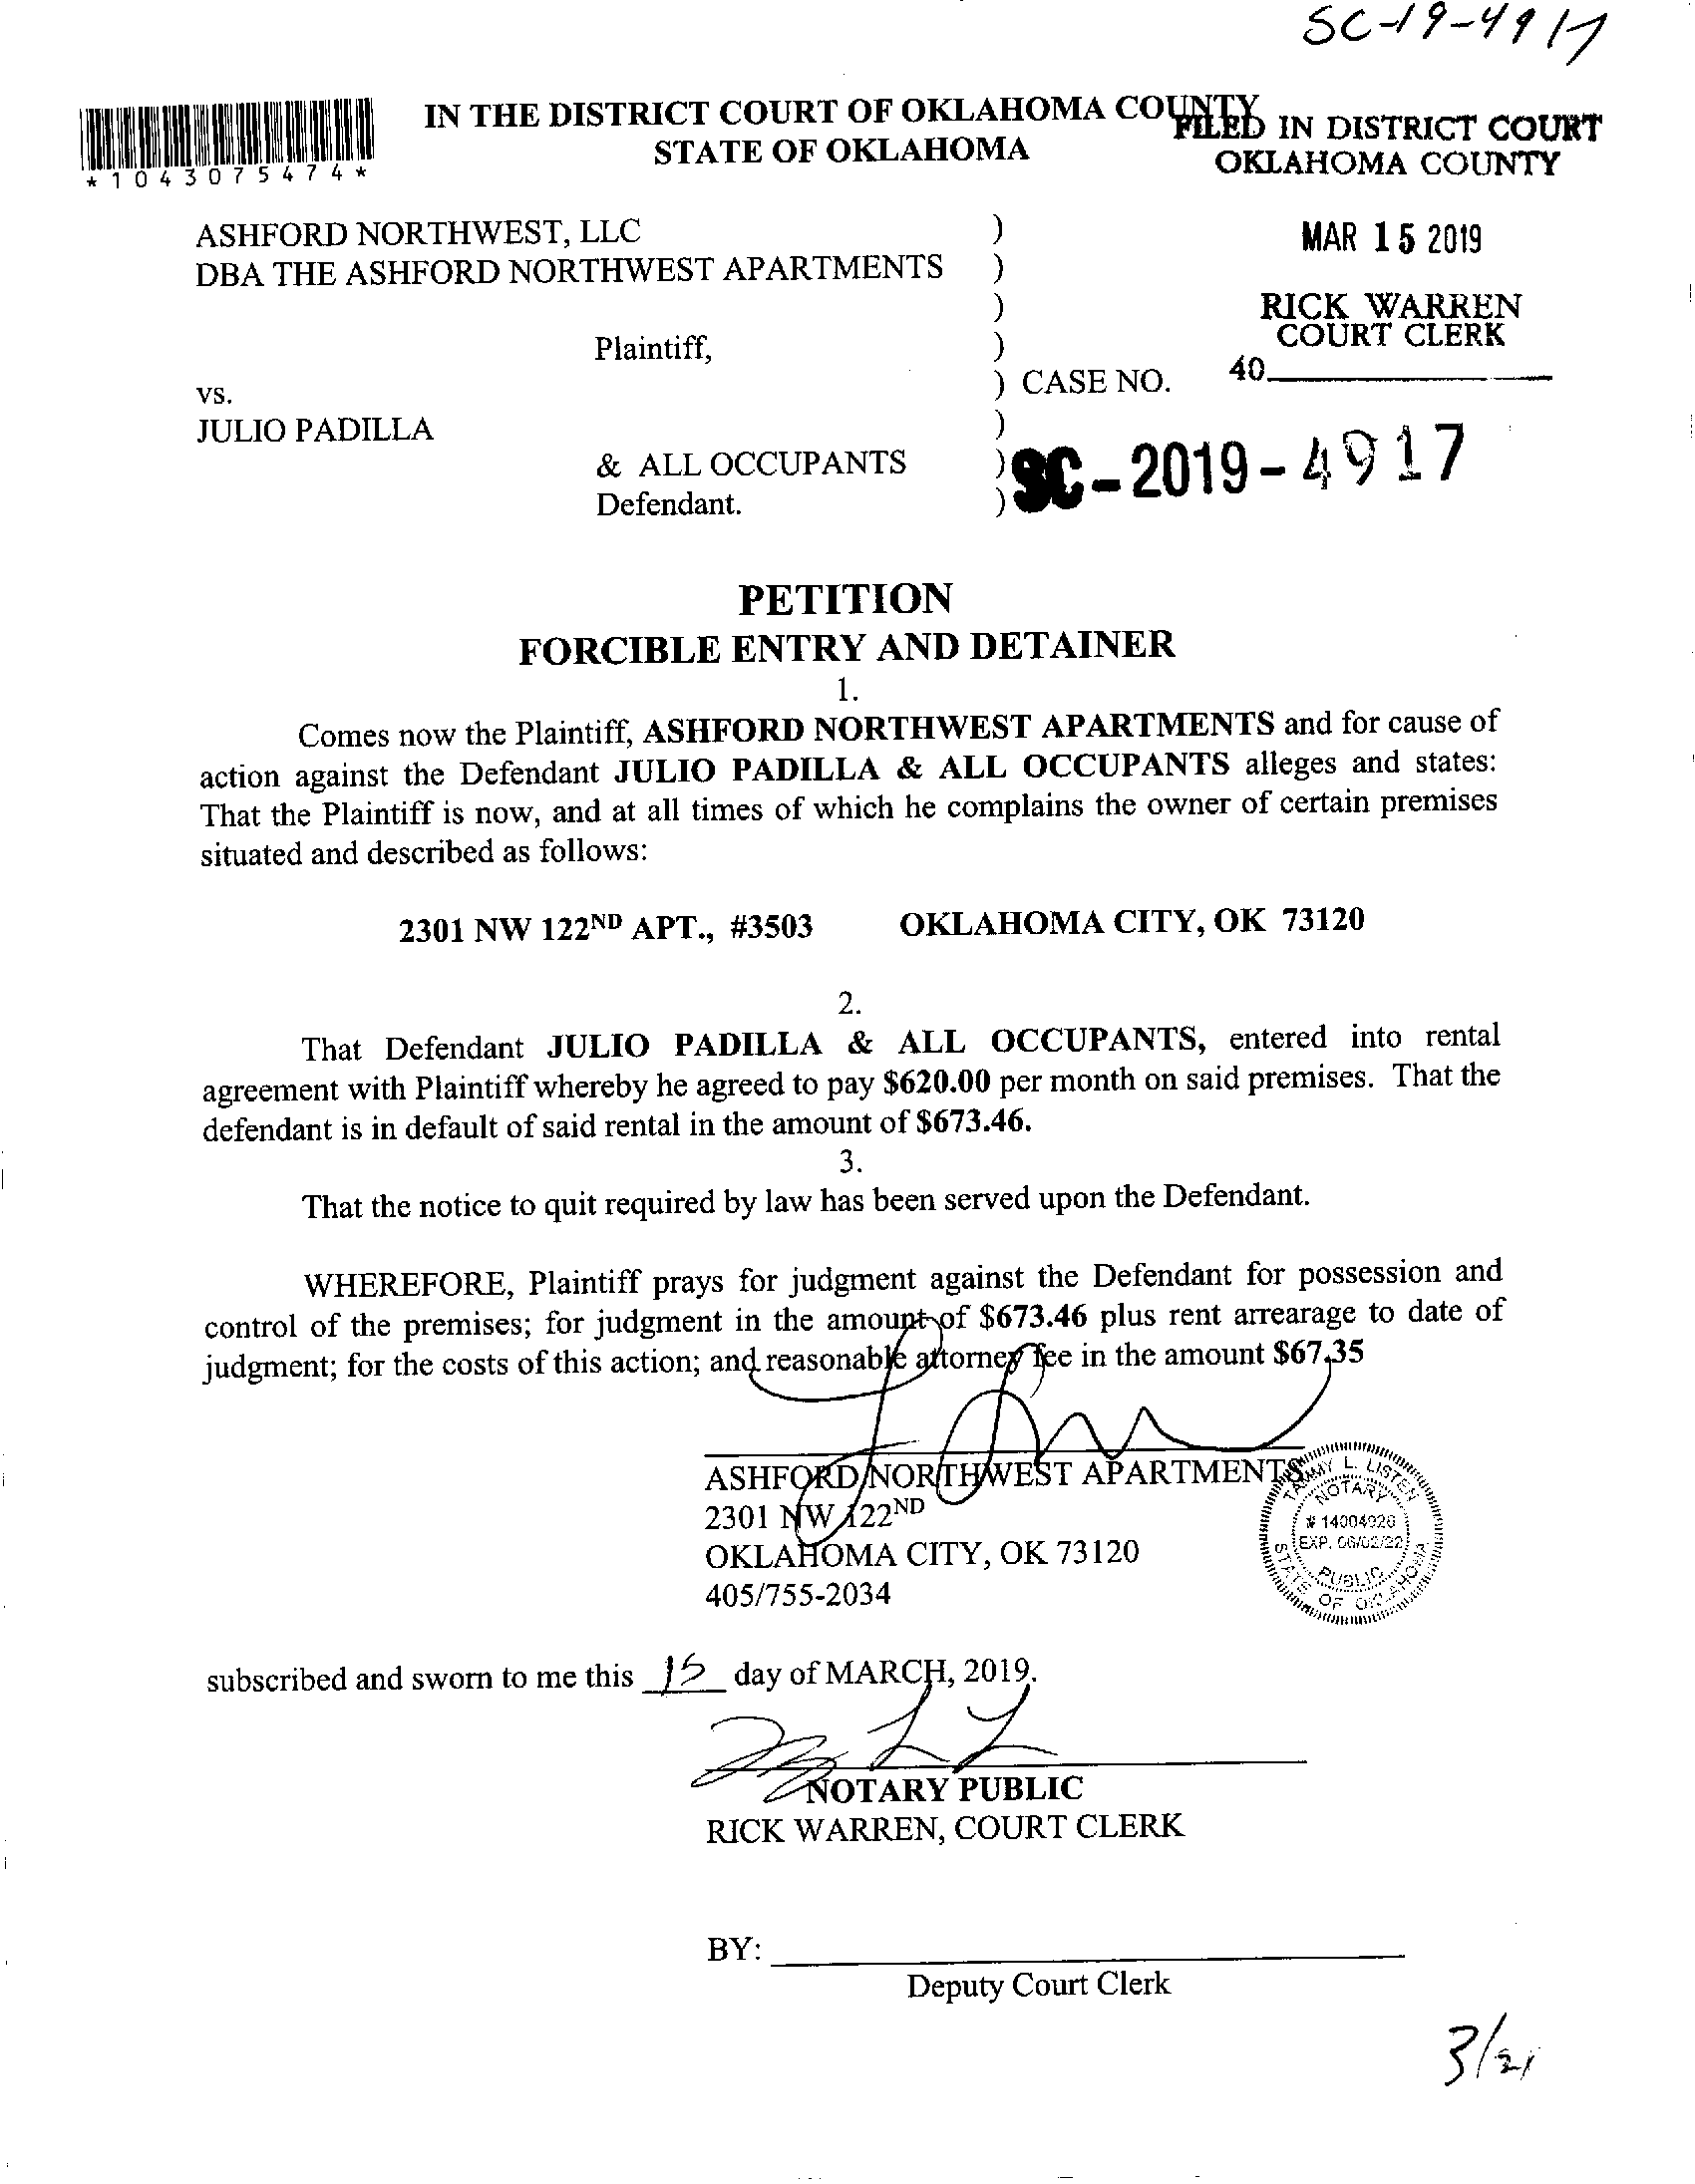 SC-19-4917
IN THE DISTRICT COURT OF OKLAHOMA COUNTY
STATE OF OKLAHOMA
*1043075474*
FILED IN DISTRICT COURT
OKLAHOMA COUNTY
MAR 15 2019
RICK WARREN
COURT CLERK
40
ASHFORD NORTHWEST, LLC )
DBA THE ASHFORD NORTHWEST APARTMENTS )
)
Plaintiff, )
vs. ) CASE NO.
JULIO PADILLA )
& ALL OCCUPANTS )
Defendant. )
SC-2019-4917
PETITION
FORCIBLE ENTRY AND DETAINER
1.
Comes now the Plaintiff, ASHFORD NORTHWEST APARTMENTS and for cause of
action against the Defendant JULIO PADILLA & ALL OCCUPANTS alleges and states:
That the Plaintiff is now, and at all times of which he complains the owner of certain premises
situated and described as follows:
2301 NW 122ND APT., #3503 OKLAHOMA CITY, OK 73120
2.
That Defendant JULIO PADILLA & ALL OCCUPANTS, entered into rental
agreement with Plaintiff whereby he agreed to pay $620.00 per month on said premises. That the
defendant is in default of said rental in the amount of $673.46.
3.
That the notice to quit required by law has been served upon the Defendant.
WHEREFORE, Plaintiff prays for judgment against the Defendant for possession and
control of the premises; for judgment in the amount of $673.46 plus rent arrearage to date of
judgment; for the costs of this action; and reasonable attorney fee in the amount $67.35
ASHFORD NORTHWEST APARTMENTS
2301 NW 122ND
OKLAHOMA CITY, OK 73120
405/755-2034
TAMMY L. LISTEN
NOTARY
# 14004926
EXP. 06/02/22
PUBLIC
STATE OF OKLAHOMA
subscribed and sworn to me this 15 day of MARCH, 2019.
NOTARY PUBLIC
RICK WARREN, COURT CLERK
BY:
Deputy Court Clerk
3/21